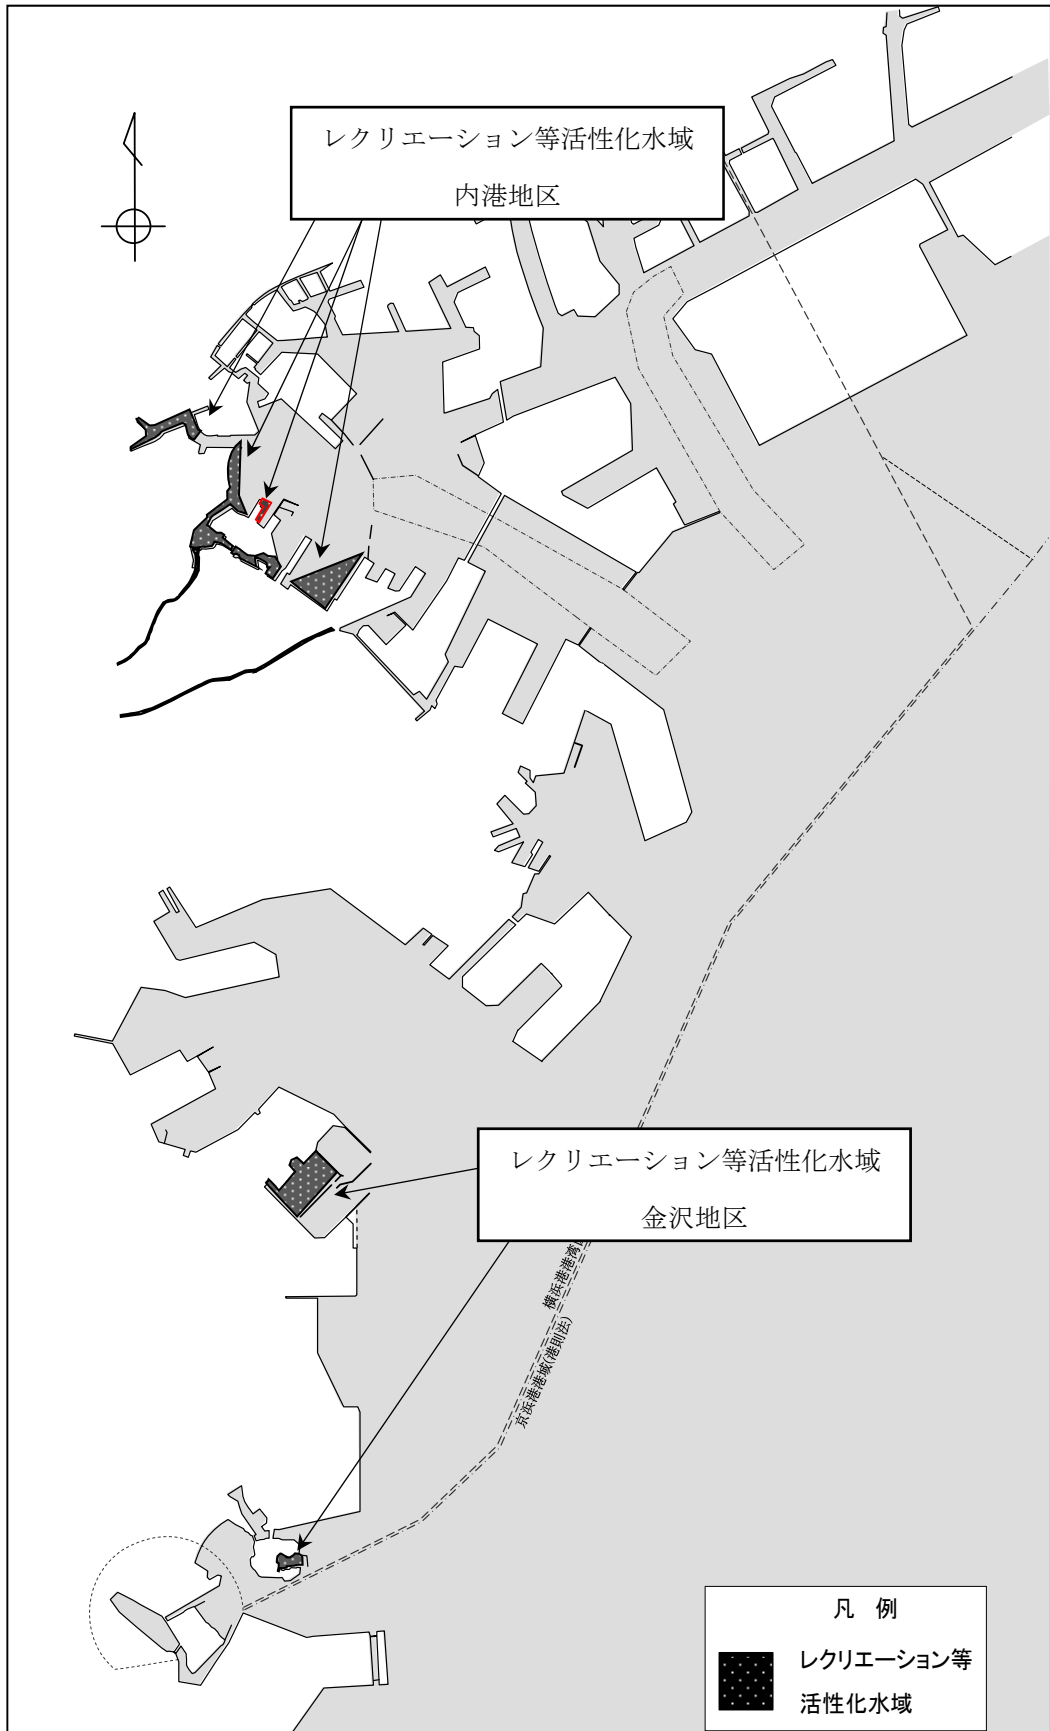 レクリエーション等活性化水域
内港地区
レクリエーション等活性化水域
金沢地区
横浜港港湾
京浜港港域(港則法)
凡 例
レクリエーション等
活性化水域